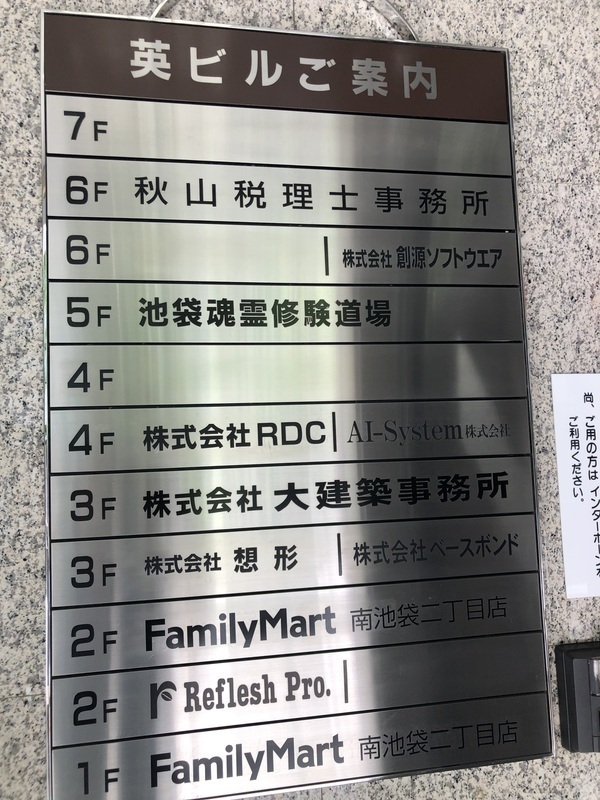 英ビルご案内
7F
6F 秋山税理士事務所
6F | 株式会社 創源ソフトウエア
5F 池袋魂霊修験道場
4F
4F 株式会社RDC | AI-System株式会社
3F 株式会社 大建築事務所
3F 株式会社 想形 | 株式会社ベースボンド
2F FamilyMart 南池袋二丁目店
2F Reflesh Pro. |
1F FamilyMart 南池袋二丁目店
尚、ご用の方は インターホーン
ご利用ください。